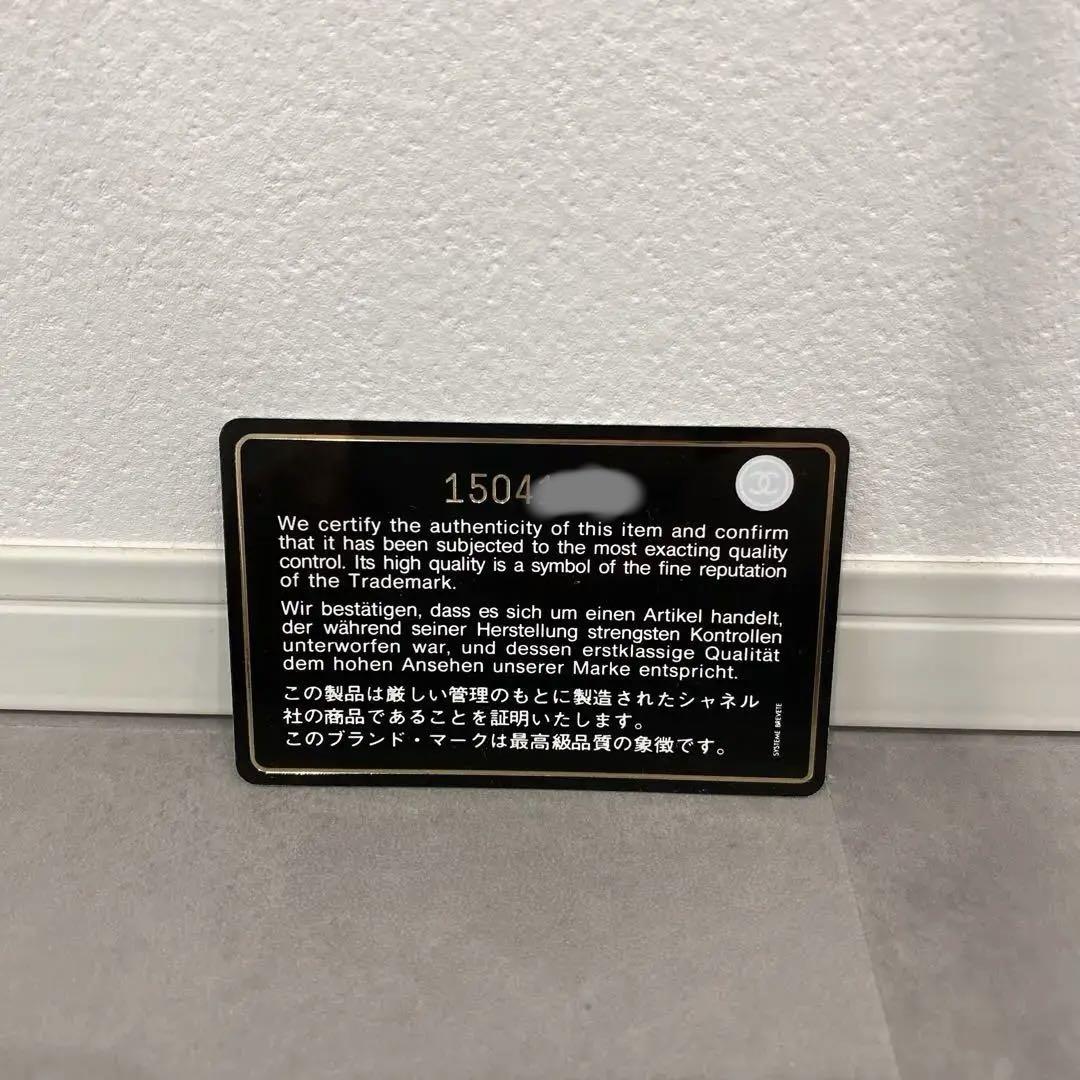 1504
We certify the authenticity of this item and confirm
that it has been subjected to the most exacting quality
control. Its high quality is a symbol of the fine reputation
of the Trademark.
Wir bestätigen, dass es sich um einen Artikel handelt,
der während seiner Herstellung strengsten Kontrollen
unterworfen war, und dessen erstklassige Qualität
dem hohen Ansehen unserer Marke entspricht.
この製品は厳しい管理のもとに製造されたシャネル
社の商品であることを証明いたします。
このブランド・マークは最高級品質の象徴です。
SYSTEME BREVETE